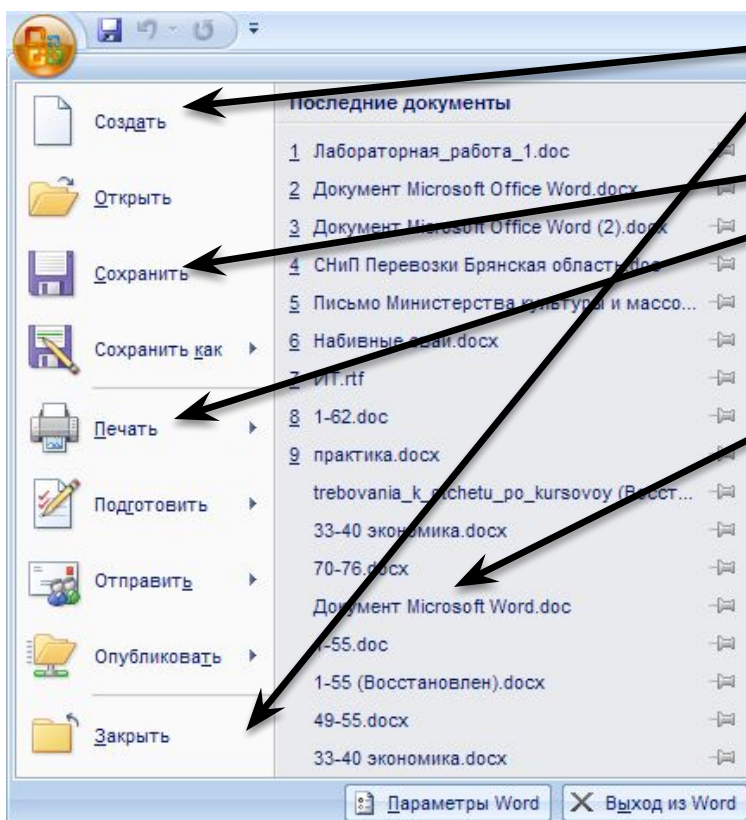 Создать
Открыть
Сохранить
Сохранить как
Печать
Подготовить
Отправить
Опубликовать
Закрыть
Последние документы
1 Лабораторная_работа_1.doc
2 Документ Microsoft Office Word.docx
3 Документ Microsoft Office Word (2).docx
4 СНиП Перевозки Брянская область.doc
5 Письмо Министерства культуры и массо...
6 Набивные сваи.docx
7 ИТ.rtf
8 1-62.doc
9 практика.docx
trebovania_k_otchetu_po_kursovoy (Восст...
33-40 экономика.docx
70-76.docx
Документ Microsoft Word.doc
1-55.doc
1-55 (Восстановлен).docx
49-55.docx
33-40 экономика.docx
Параметры Word
Выход из Word